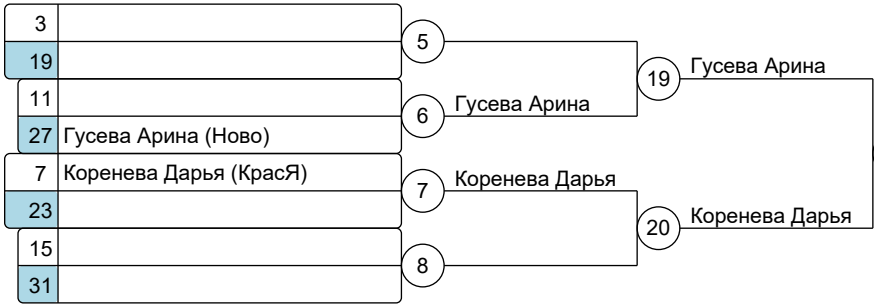 3
5
19
19 Гусева Арина
11
6 Гусева Арина
27 Гусева Арина (Ново)
7 Коренева Дарья (КрасЯ)
7 Коренева Дарья
23
20 Коренева Дарья
15
8
31